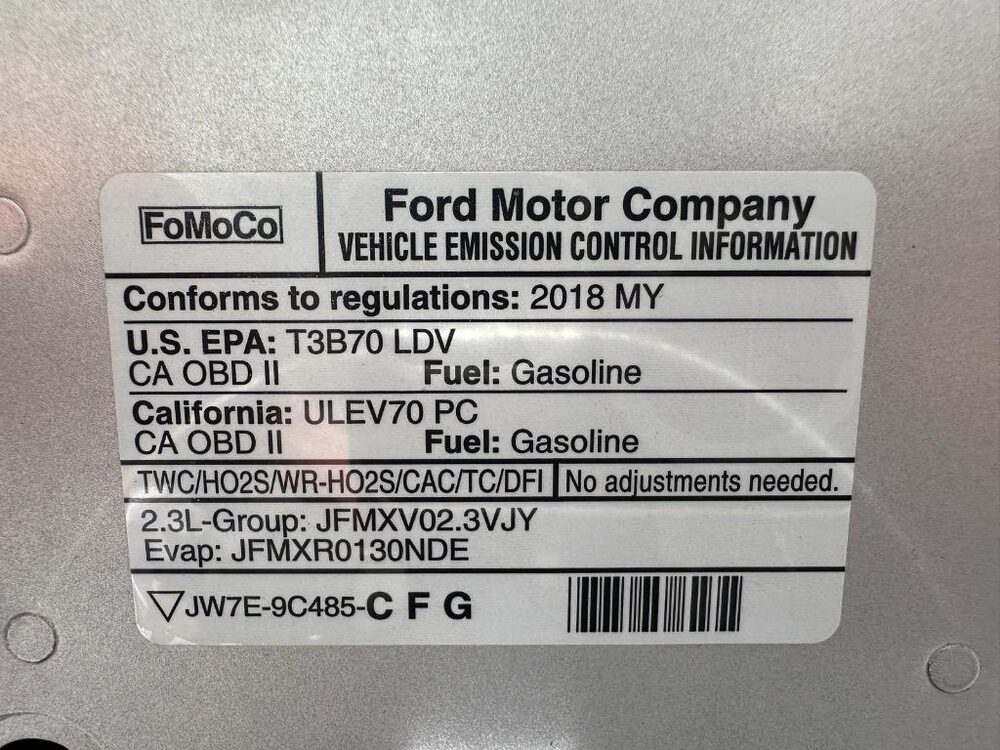 FoMoCo
Ford Motor Company
VEHICLE EMISSION CONTROL INFORMATION
Conforms to regulations: 2018 MY
U.S. EPA: T3B70 LDV
CA OBD II Fuel: Gasoline
California: ULEV70 PC
CA OBD II Fuel: Gasoline
TWC/HO2S/WR-HO2S/CAC/TC/DFI No adjustments needed.
2.3L-Group: JFMXV02.3VJY
Evap: JFMXR0130NDE
▽JW7E-9C485-C F G